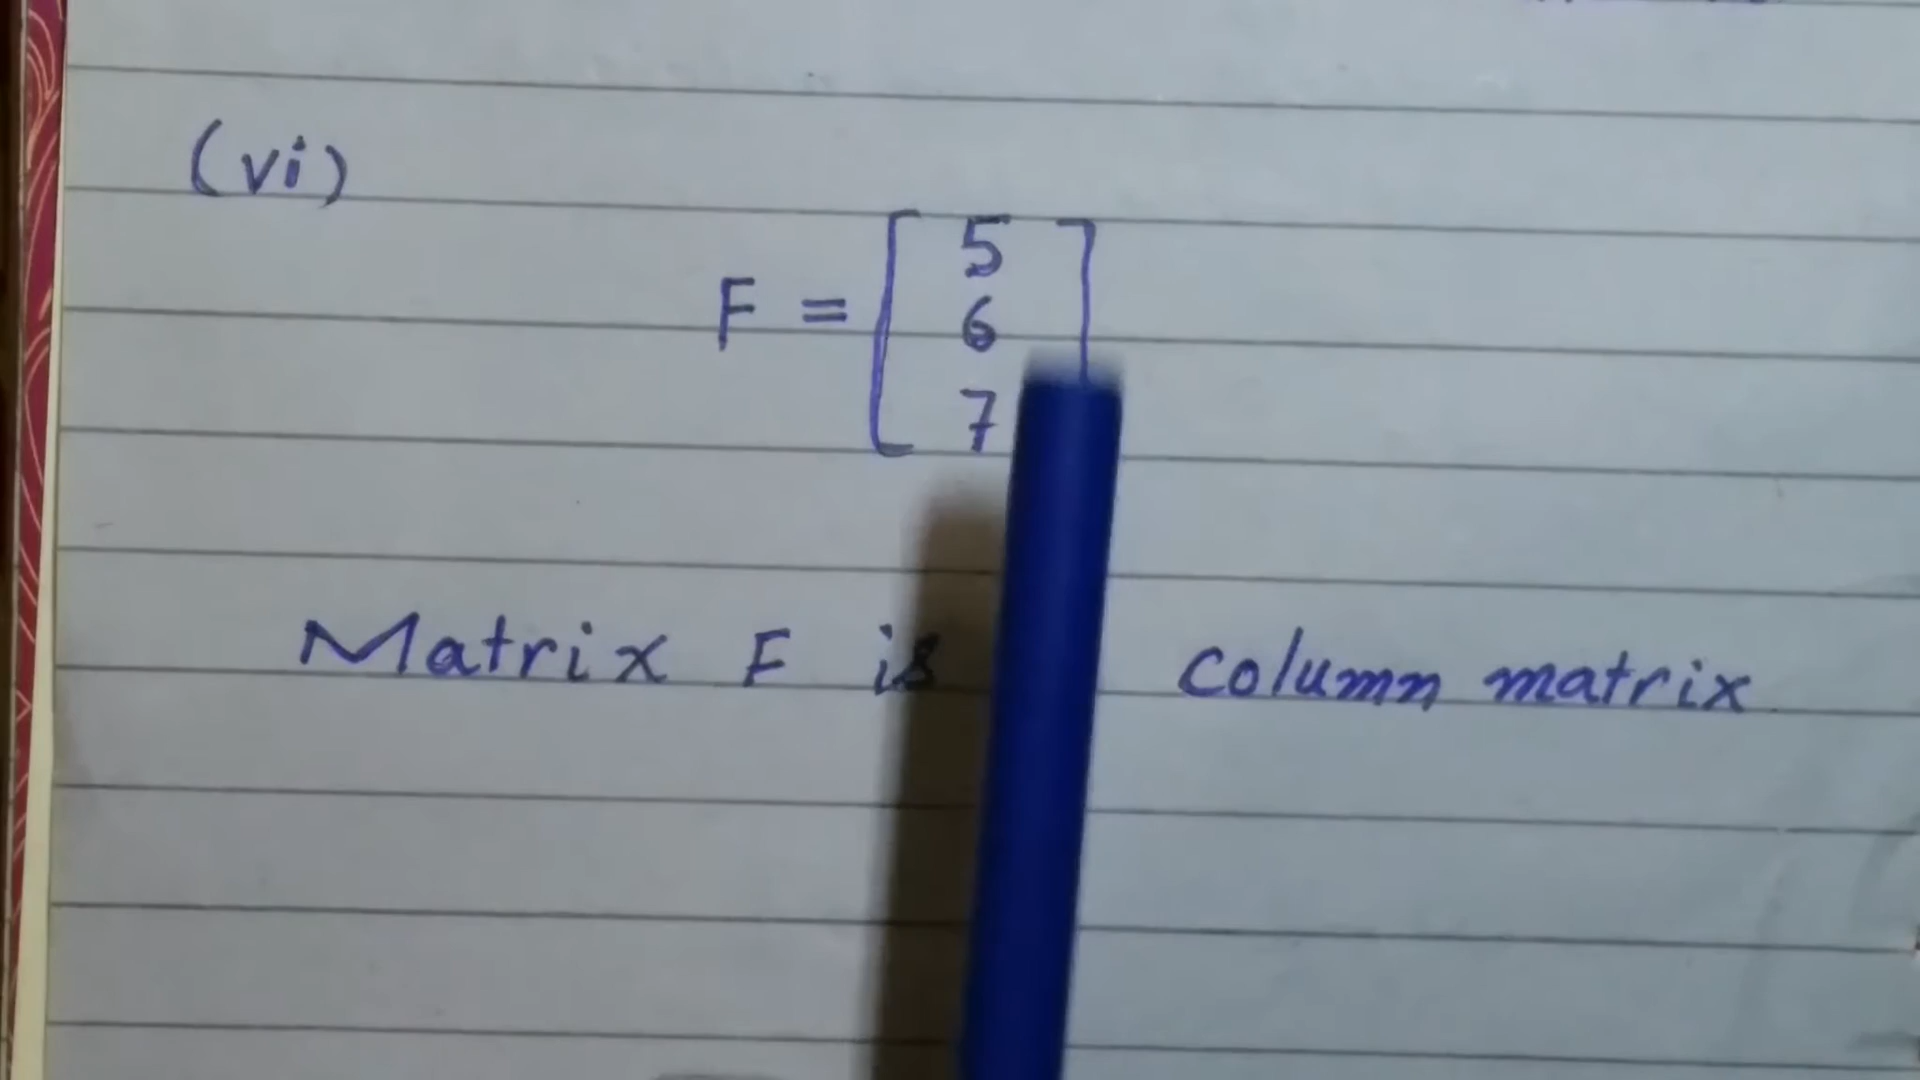 (vi)
F = [ 5
6
7 ]
Matrix F is column matrix